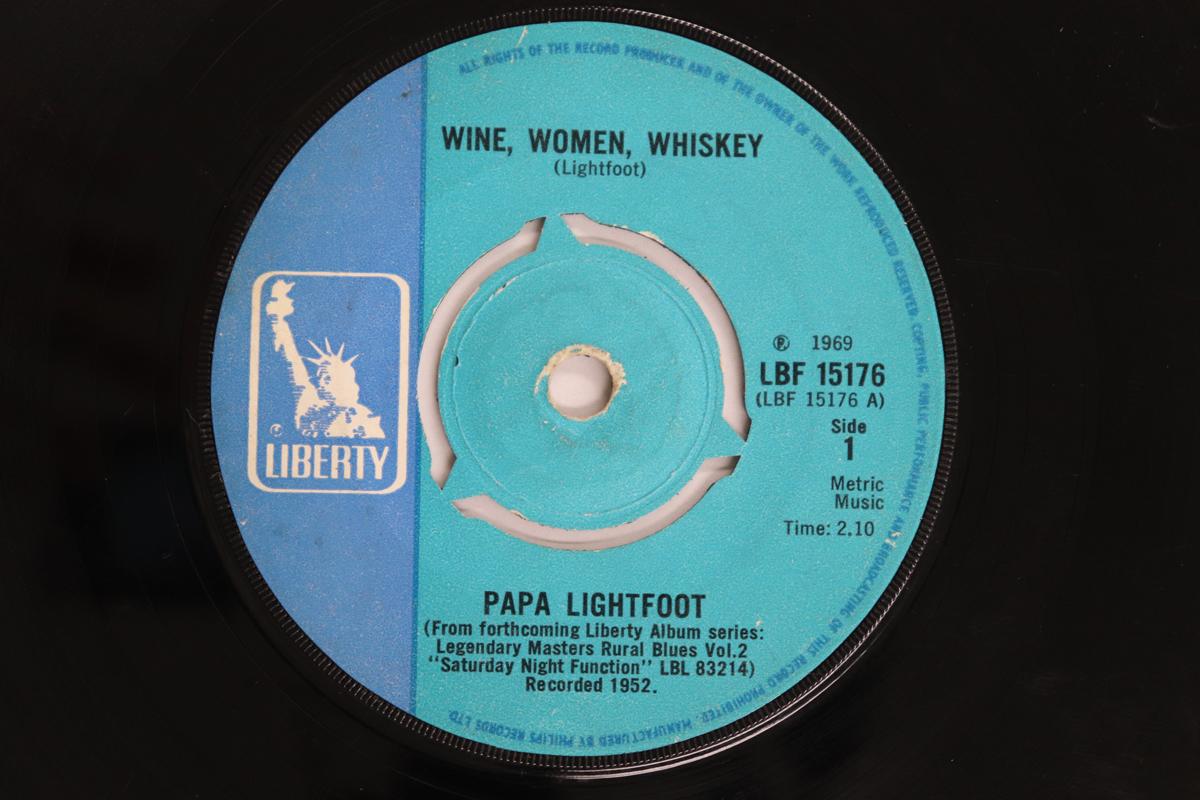 ALL RIGHTS OF THE RECORD PRODUCER AND OF THE OWNER OF THE WORK REPRODUCED RESERVED COPYING, PUBLIC PERFORMANCE AND BROADCASTING OF THIS RECORD PROHIBITED. MANUFACTURED BY PHILIPS RECORDS LTD.
WINE, WOMEN, WHISKEY
(Lightfoot)
℗ 1969
LBF 15176
(LBF 15176 A)
Side
1
Metric
Music
Time: 2.10
©
LIBERTY
PAPA LIGHTFOOT
(From forthcoming Liberty Album series:
Legendary Masters Rural Blues Vol.2
"Saturday Night Function" LBL 83214)
Recorded 1952.